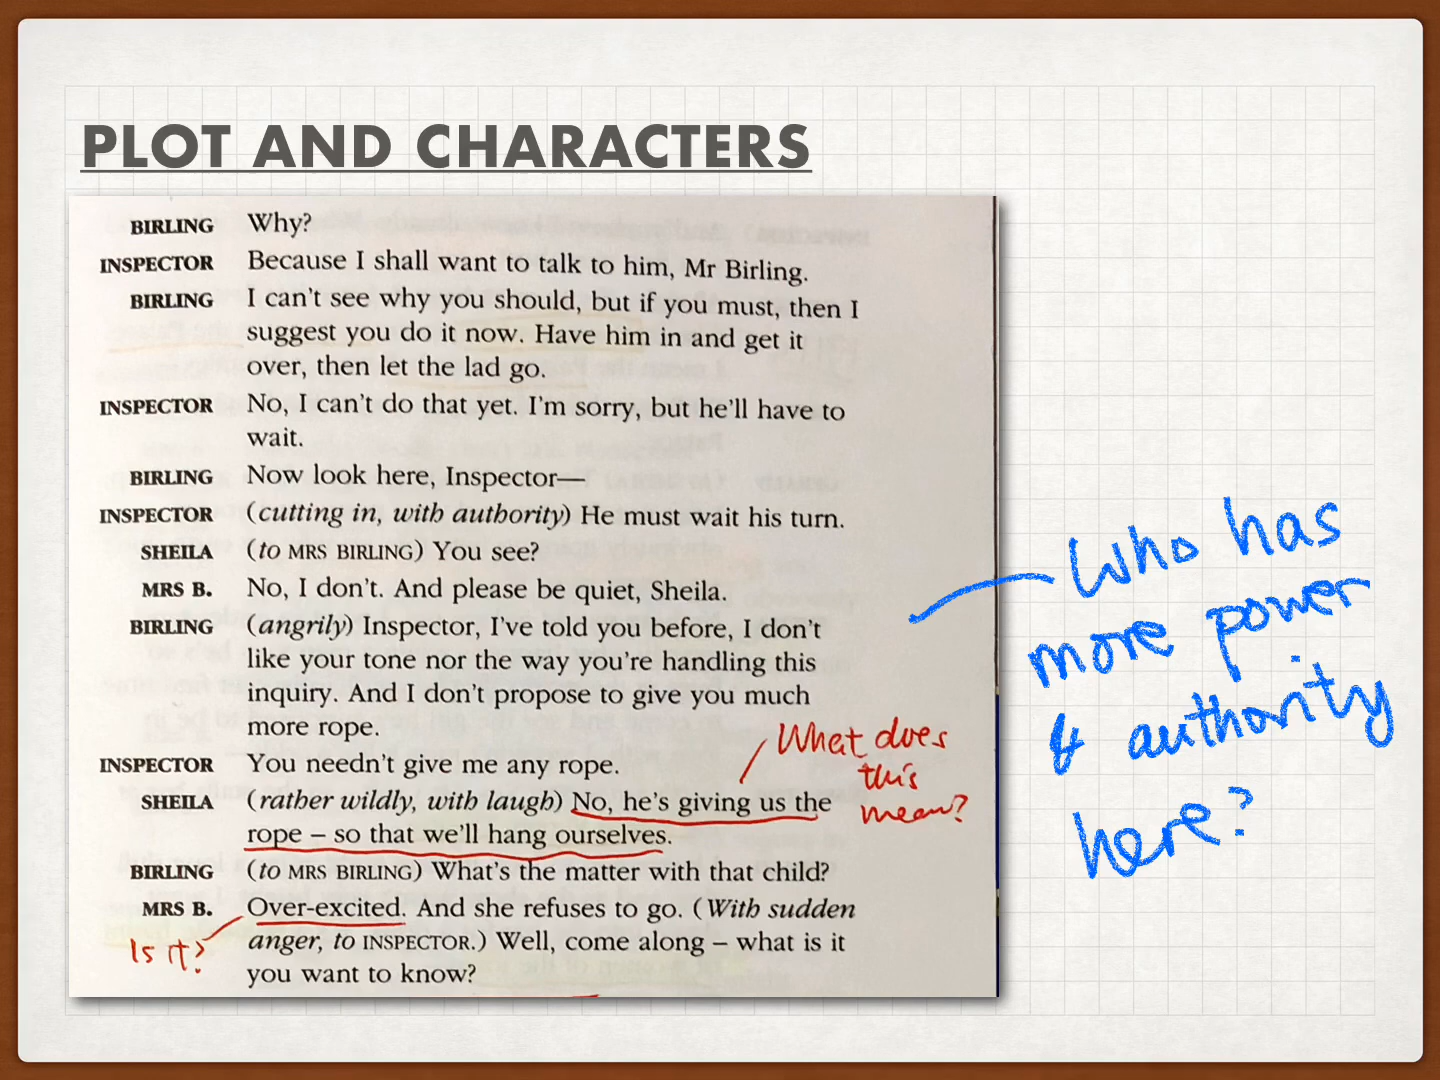 PLOT AND CHARACTERS
BIRLING Why?
INSPECTOR Because I shall want to talk to him, Mr Birling.
BIRLING I can't see why you should, but if you must, then I
suggest you do it now. Have him in and get it
over, then let the lad go.
INSPECTOR No, I can't do that yet. I'm sorry, but he'll have to
wait.
BIRLING Now look here, Inspector—
INSPECTOR (cutting in, with authority) He must wait his turn.
SHEILA (to MRS BIRLING) You see?
MRS B. No, I don't. And please be quiet, Sheila.
BIRLING (angrily) Inspector, I've told you before, I don't
like your tone nor the way you're handling this
inquiry. And I don't propose to give you much
more rope.
INSPECTOR You needn't give me any rope.
SHEILA (rather wildly, with laugh) No, he's giving us the
rope – so that we'll hang ourselves.
BIRLING (to MRS BIRLING) What's the matter with that child?
MRS B. Over-excited. And she refuses to go. (With sudden
anger, to INSPECTOR.) Well, come along – what is it
you want to know?
What does
this
mean?
Is it?
Who has
more power
& authority
here?